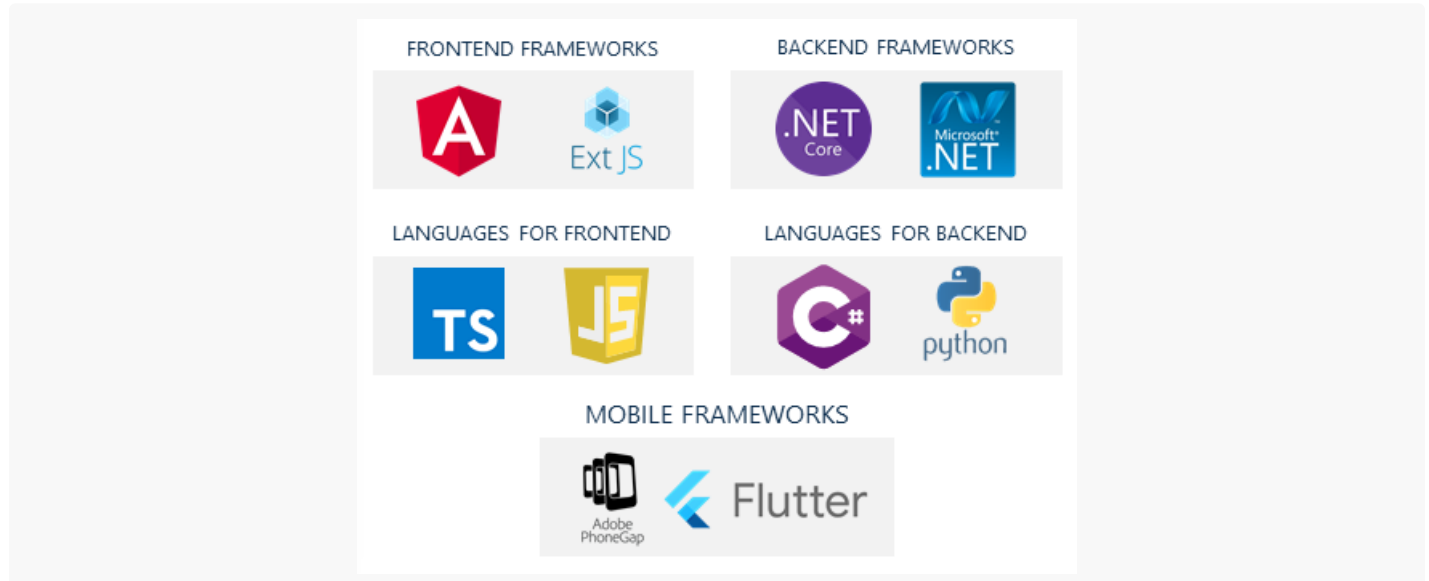 FRONTEND FRAMEWORKS
BACKEND FRAMEWORKS
A
Ext JS
.NET
Core
Microsoft®
.NET
LANGUAGES FOR FRONTEND
LANGUAGES FOR BACKEND
TS
JS
C#
python
MOBILE FRAMEWORKS
Adobe
PhoneGap
Flutter